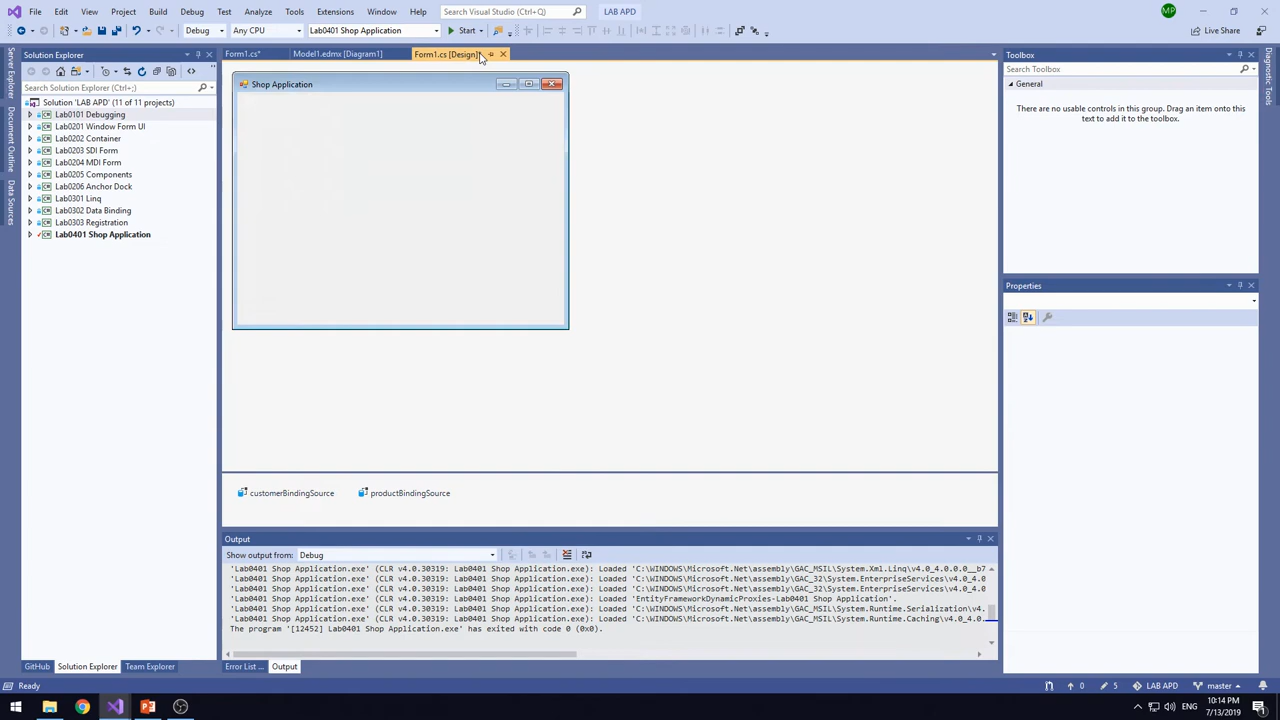 File Edit View Project Build Debug Test Analyze Tools Extensions Window Help Search Visual Studio (Ctrl+Q) LAB APD MP
Debug Any CPU Lab0401 Shop Application Start Live Share
Server Explorer
Document Outline
Data Sources
Solution Explorer
Search Solution Explorer (Ctrl+;)
Solution 'LAB APD' (11 of 11 projects)
Lab0101 Debugging
Lab0201 Window Form UI
Lab0202 Container
Lab0203 SDI Form
Lab0204 MDI Form
Lab0205 Components
Lab0206 Anchor Dock
Lab0301 Linq
Lab0302 Data Binding
Lab0303 Registration
Lab0401 Shop Application
GitHub Solution Explorer Team Explorer
Form1.cs* Model1.edmx [Diagram1] Form1.cs [Design]
Shop Application
customerBindingSource productBindingSource
Output
Show output from: Debug
'Lab0401 Shop Application.exe' (CLR v4.0.30319: Lab0401 Shop Application.exe): Loaded 'C:\WINDOWS\Microsoft.Net\assembly\GAC_MSIL\System.Xml.Linq\v4.0_4.0.0.0__b7
'Lab0401 Shop Application.exe' (CLR v4.0.30319: Lab0401 Shop Application.exe): Loaded 'C:\WINDOWS\Microsoft.Net\assembly\GAC_32\System.EnterpriseServices\v4.0_4.0
'Lab0401 Shop Application.exe' (CLR v4.0.30319: Lab0401 Shop Application.exe): Loaded 'C:\WINDOWS\Microsoft.Net\assembly\GAC_32\System.EnterpriseServices\v4.0_4.0
'Lab0401 Shop Application.exe' (CLR v4.0.30319: Lab0401 Shop Application.exe): Loaded 'EntityFrameworkDynamicProxies-Lab0401 Shop Application'.
'Lab0401 Shop Application.exe' (CLR v4.0.30319: Lab0401 Shop Application.exe): Loaded 'C:\WINDOWS\Microsoft.Net\assembly\GAC_MSIL\System.Runtime.Serialization\v4.
'Lab0401 Shop Application.exe' (CLR v4.0.30319: Lab0401 Shop Application.exe): Loaded 'C:\WINDOWS\Microsoft.Net\assembly\GAC_MSIL\System.Runtime.Caching\v4.0_4.0.
The program '[12452] Lab0401 Shop Application.exe' has exited with code 0 (0x0).
Error List ... Output
Toolbox
Search Toolbox
General
There are no usable controls in this group. Drag an item onto this
text to add it to the toolbox.
Properties
Diagnostic Tools
Ready 0 5 LAB APD master
ENG 10:14 PM
7/13/2019
1